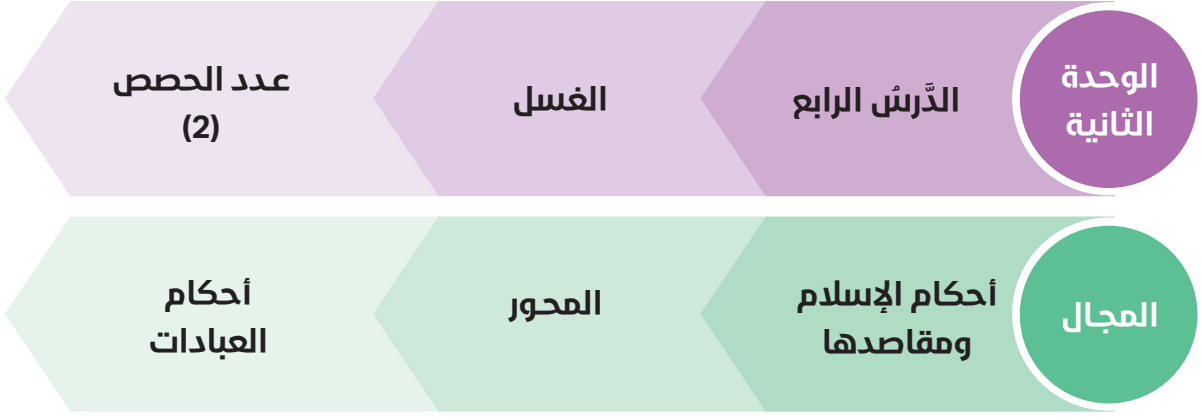 الوحدة
الثانية
الدَّرسُ الرابع
الغسل
عدد الحصص
(2)
المجال
أحكام الإسلام
ومقاصدها
المحور
أحكام
العبادات